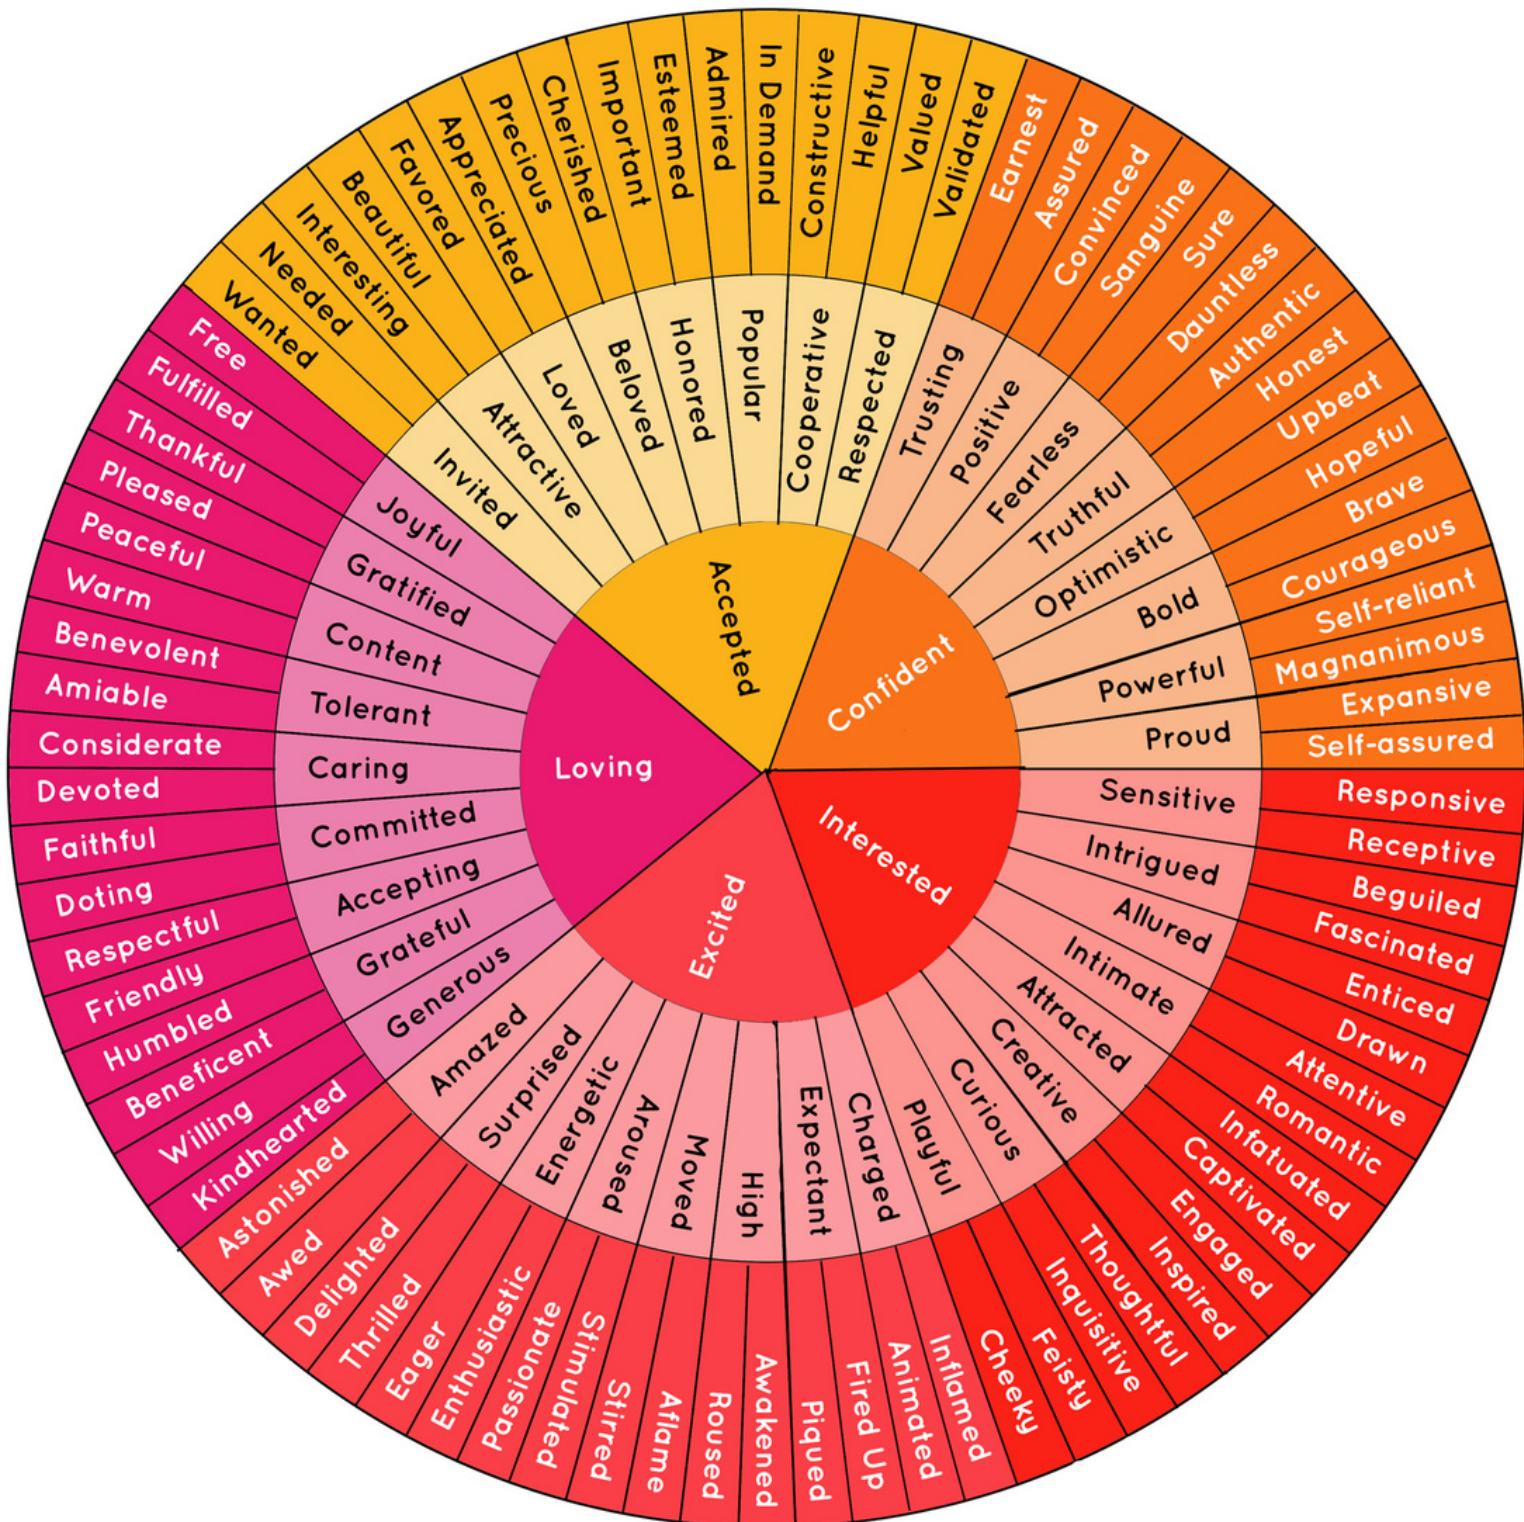 Accepted
Confident
Interested
Excited
Loving
Invited
Attractive
Loved
Beloved
Honored
Popular
Cooperative
Respected
Trusting
Positive
Fearless
Truthful
Optimistic
Bold
Powerful
Proud
Sensitive
Intrigued
Allured
Intimate
Attracted
Creative
Curious
Playful
Charged
Expectant
High
Moved
Aroused
Energetic
Surprised
Amazed
Generous
Grateful
Accepting
Committed
Caring
Tolerant
Content
Gratified
Joyful
Wanted
Needed
Interesting
Beautiful
Favored
Appreciated
Precious
Cherished
Important
Esteemed
Admired
In Demand
Constructive
Helpful
Valued
Validated
Earnest
Assured
Convinced
Sanguine
Sure
Dauntless
Authentic
Honest
Upbeat
Hopeful
Brave
Courageous
Self-reliant
Magnanimous
Expansive
Self-assured
Responsive
Receptive
Beguiled
Fascinated
Enticed
Drawn
Attentive
Romantic
Infatuated
Captivated
Engaged
Inspired
Thoughtful
Inquisitive
Feisty
Cheeky
Inflamed
Animated
Fired Up
Piqued
Awakened
Roused
Aflame
Stirred
Stimulated
Passionate
Enthusiastic
Eager
Thrilled
Delighted
Awed
Astonished
Kindhearted
Willing
Beneficent
Humbled
Friendly
Respectful
Doting
Faithful
Devoted
Considerate
Amiable
Benevolent
Warm
Peaceful
Pleased
Thankful
Fulfilled
Free